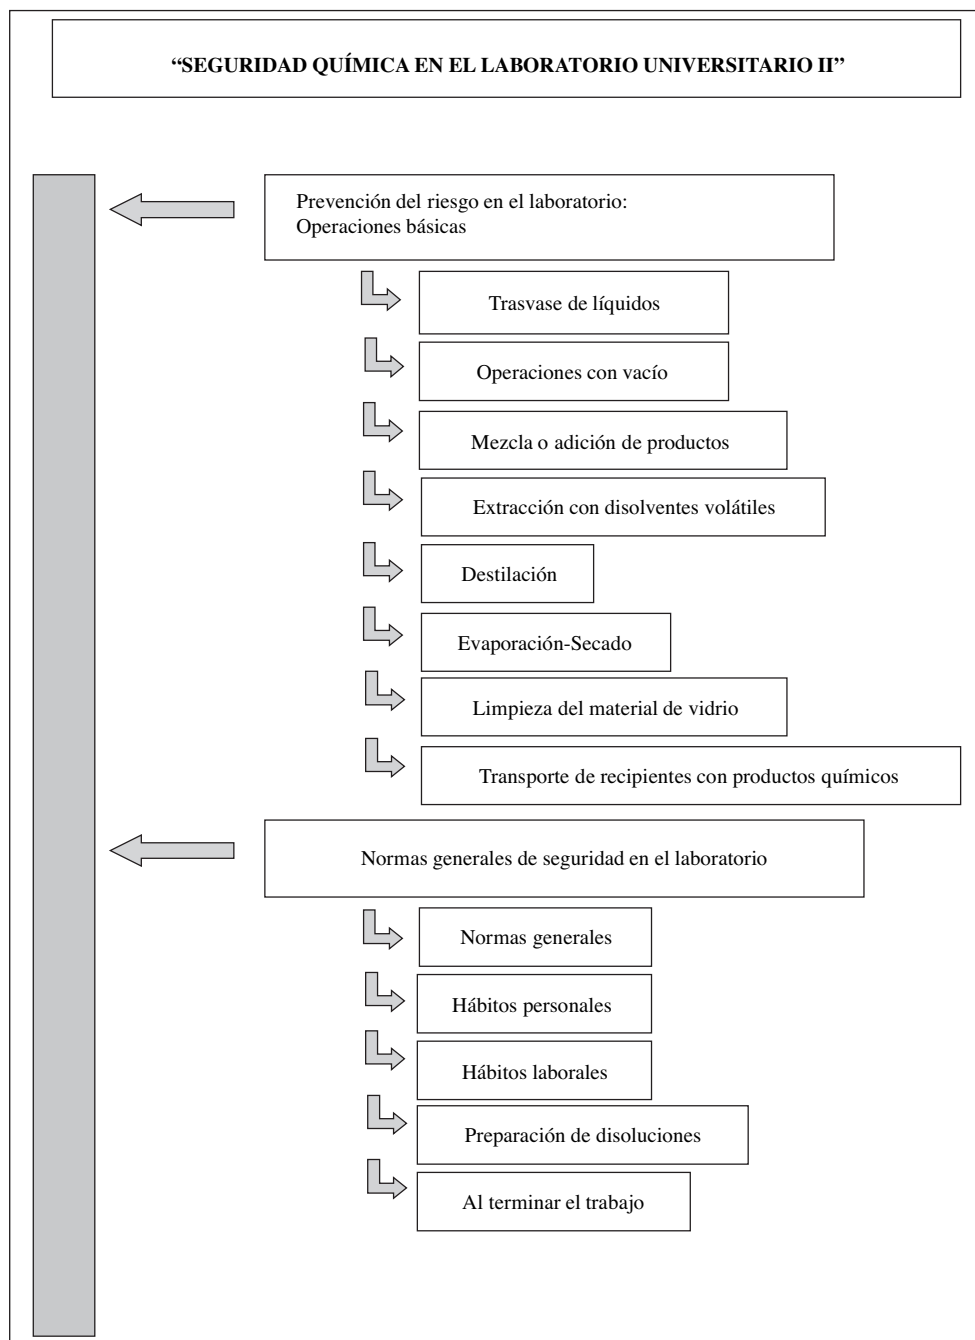 “SEGURIDAD QUÍMICA EN EL LABORATORIO UNIVERSITARIO II”
Prevención del riesgo en el laboratorio:
Operaciones básicas
Trasvase de líquidos
Operaciones con vacío
Mezcla o adición de productos
Extracción con disolventes volátiles
Destilación
Evaporación-Secado
Limpieza del material de vidrio
Transporte de recipientes con productos químicos
Normas generales de seguridad en el laboratorio
Normas generales
Hábitos personales
Hábitos laborales
Preparación de disoluciones
Al terminar el trabajo